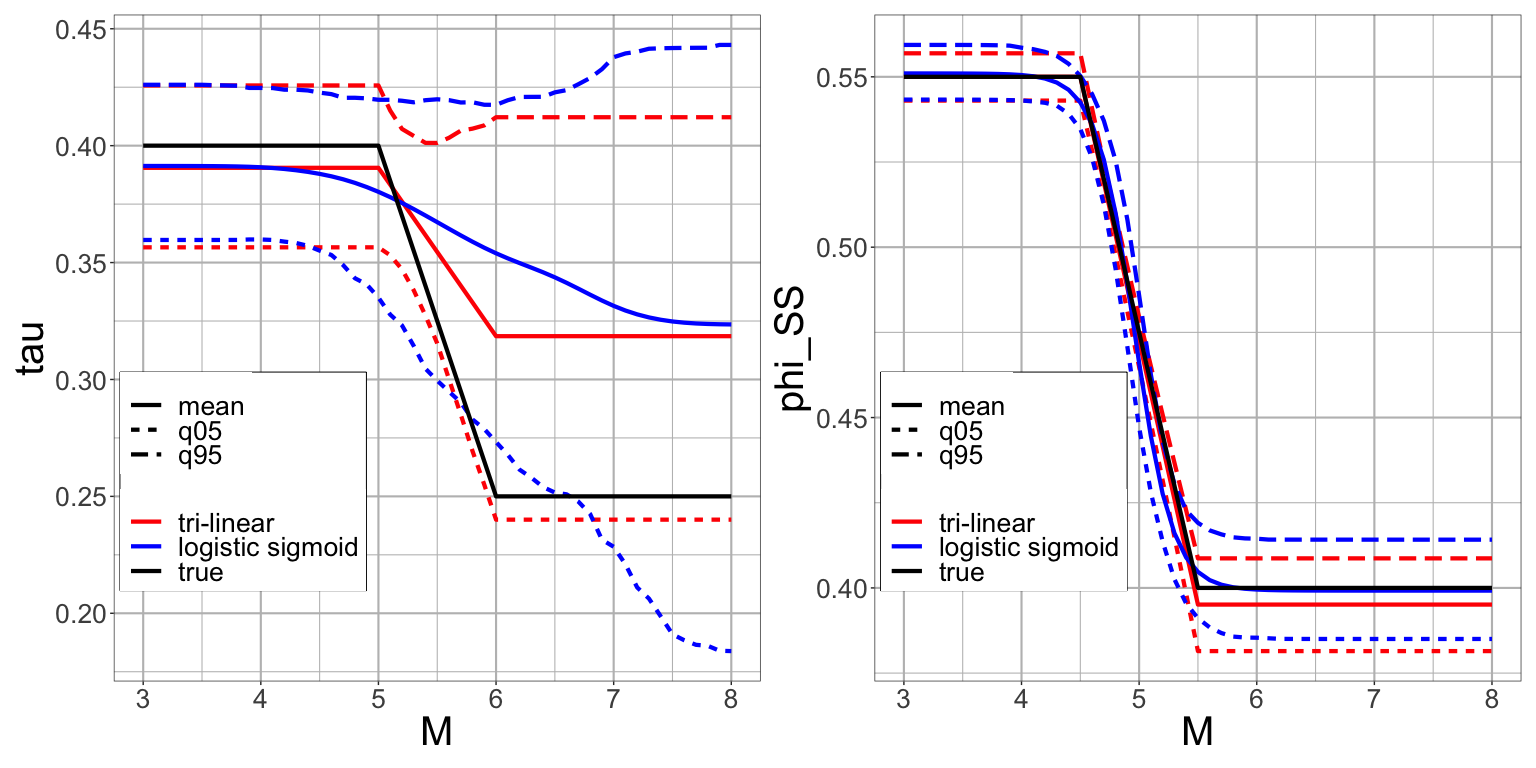 0.45
0.40
0.35
0.30
0.25
0.20
tau
mean
q05
q95
tri-linear
logistic sigmoid
true
3 4 5 6 7 8
M
0.55
0.50
0.45
0.40
phi_SS
mean
q05
q95
tri-linear
logistic sigmoid
true
3 4 5 6 7 8
M